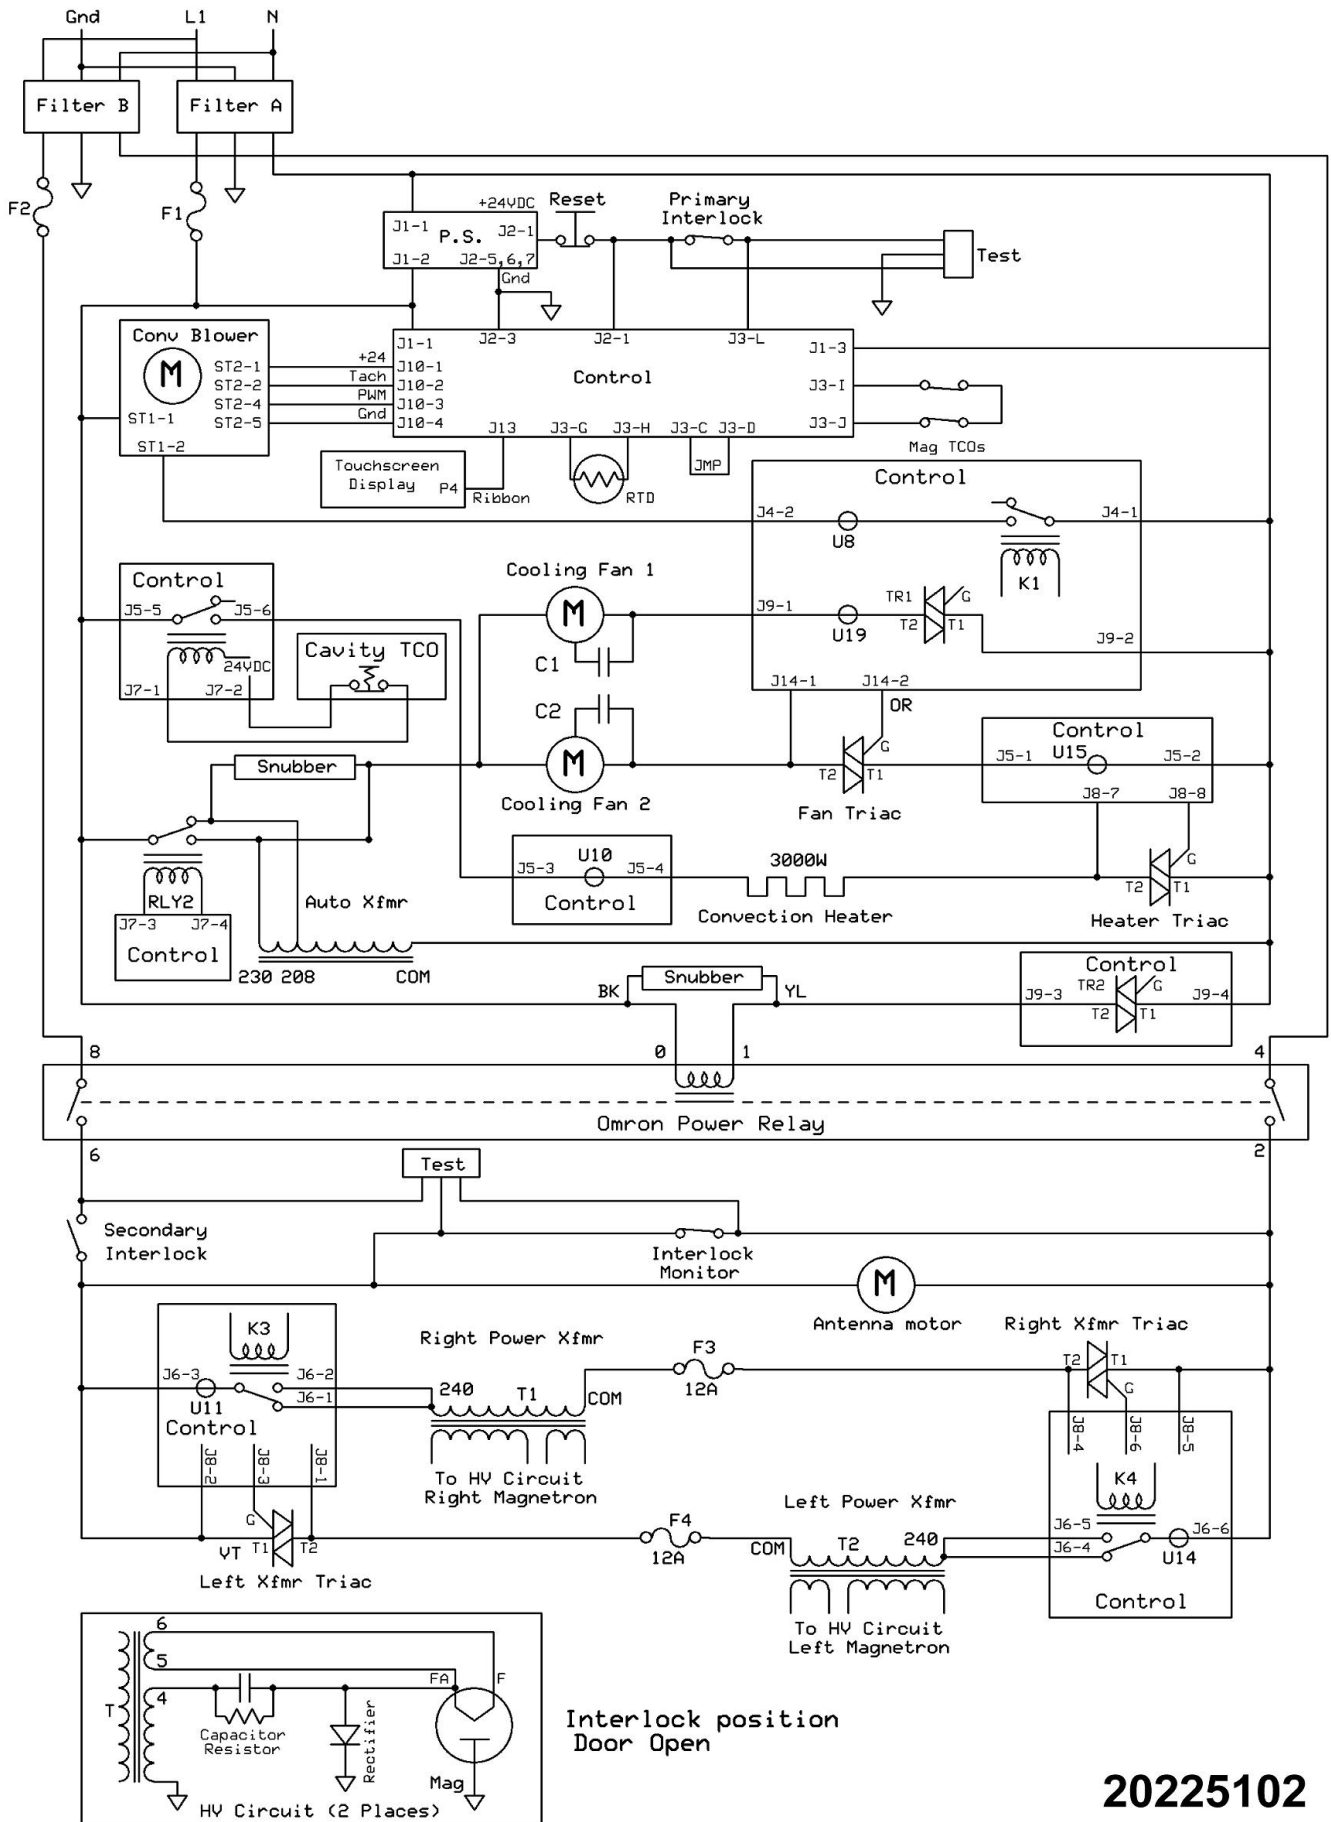 Gnd
L1
N
Filter B
Filter A
F2
F1
+24VDC
Reset
Primary
Interlock
J1-1
P.S.
J2-1
J1-2
J2-5,6,7
Gnd
Test
Conv Blower
M
ST2-1
ST2-2
ST2-4
ST2-5
ST1-1
ST1-2
+24
Tach
PWM
Gnd
J1-1
J10-1
J10-2
J10-3
J10-4
J2-3
J2-1
J3-L
Control
J1-3
J3-I
J3-J
Mag TCOs
J13
J3-G
J3-H
J3-C
J3-D
JMP
RTD
Touchscreen
Display
P4
Ribbon
Control
J4-2
U8
J4-1
K1
J9-1
U19
TR1
G
T2
T1
J9-2
J14-1
J14-2
OR
Control
J5-5
J5-6
24VDC
J7-1
J7-2
Cavity TCO
Cooling Fan 1
M
C1
C2
M
Cooling Fan 2
Snubber
G
T2
T1
Fan Triac
Control
J5-1
U15
J5-2
J8-7
J8-8
RLY2
J7-3
J7-4
Control
Auto Xfmr
230
208
COM
J5-3
U10
J5-4
Control
3000W
Convection Heater
G
T2
T1
Heater Triac
BK
Snubber
YL
Control
J9-3
TR2
G
T2
T1
J9-4
8
0
1
4
Omron Power Relay
6
2
Test
Secondary
Interlock
Interlock
Monitor
M
Antenna motor
K3
J6-3
J6-2
J6-1
U11
Control
J8-2
J8-3
J8-1
Right Power Xfmr
240
T1
COM
F3
12A
To HV Circuit
Right Magnetron
Right Xfmr Triac
T2
T1
G
J8-4
J8-6
J8-5
K4
J6-5
J6-4
J6-6
U14
Control
G
VT
T1
T2
Left Xfmr Triac
F4
12A
Left Power Xfmr
COM
T2
240
To HV Circuit
Left Magnetron
6
5
4
T
FA
F
Capacitor
Resistor
Rectifier
Mag
HV Circuit (2 Places)
Interlock position
Door Open
20225102